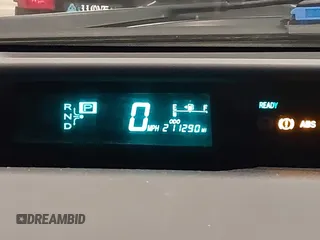 R P
0 MPH
E F
N
D
ODO
211290 MI
READY
ABS
DREAMBID